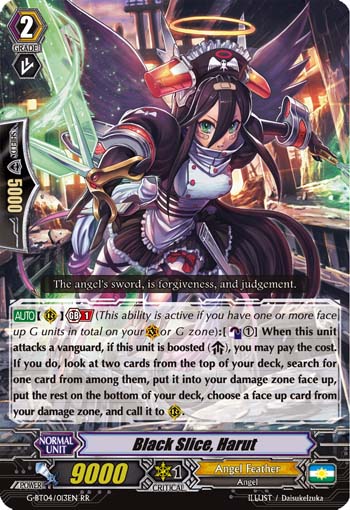 2
GRADE
SHIELD
5000
The angel's sword, is forgiveness, and judgement.
AUTO [ ] GB 1 (This ability is active if you have one or more face
up G units in total on your or G zone):[ ①] When this unit
attacks a vanguard, if this unit is boosted ( ), you may pay the cost.
If you do, look at two cards from the top of your deck, search for
one card from among them, put it into your damage zone face up,
put the rest on the bottom of your deck, choose a face up card from
your damage zone, and call it to .
NORMAL
UNIT
Black Slice, Harut
POWER
9000
1
CRITICAL
Angel Feather
Angel
G-BT04/013EN RR
ILLUST / DaisukeIzuka